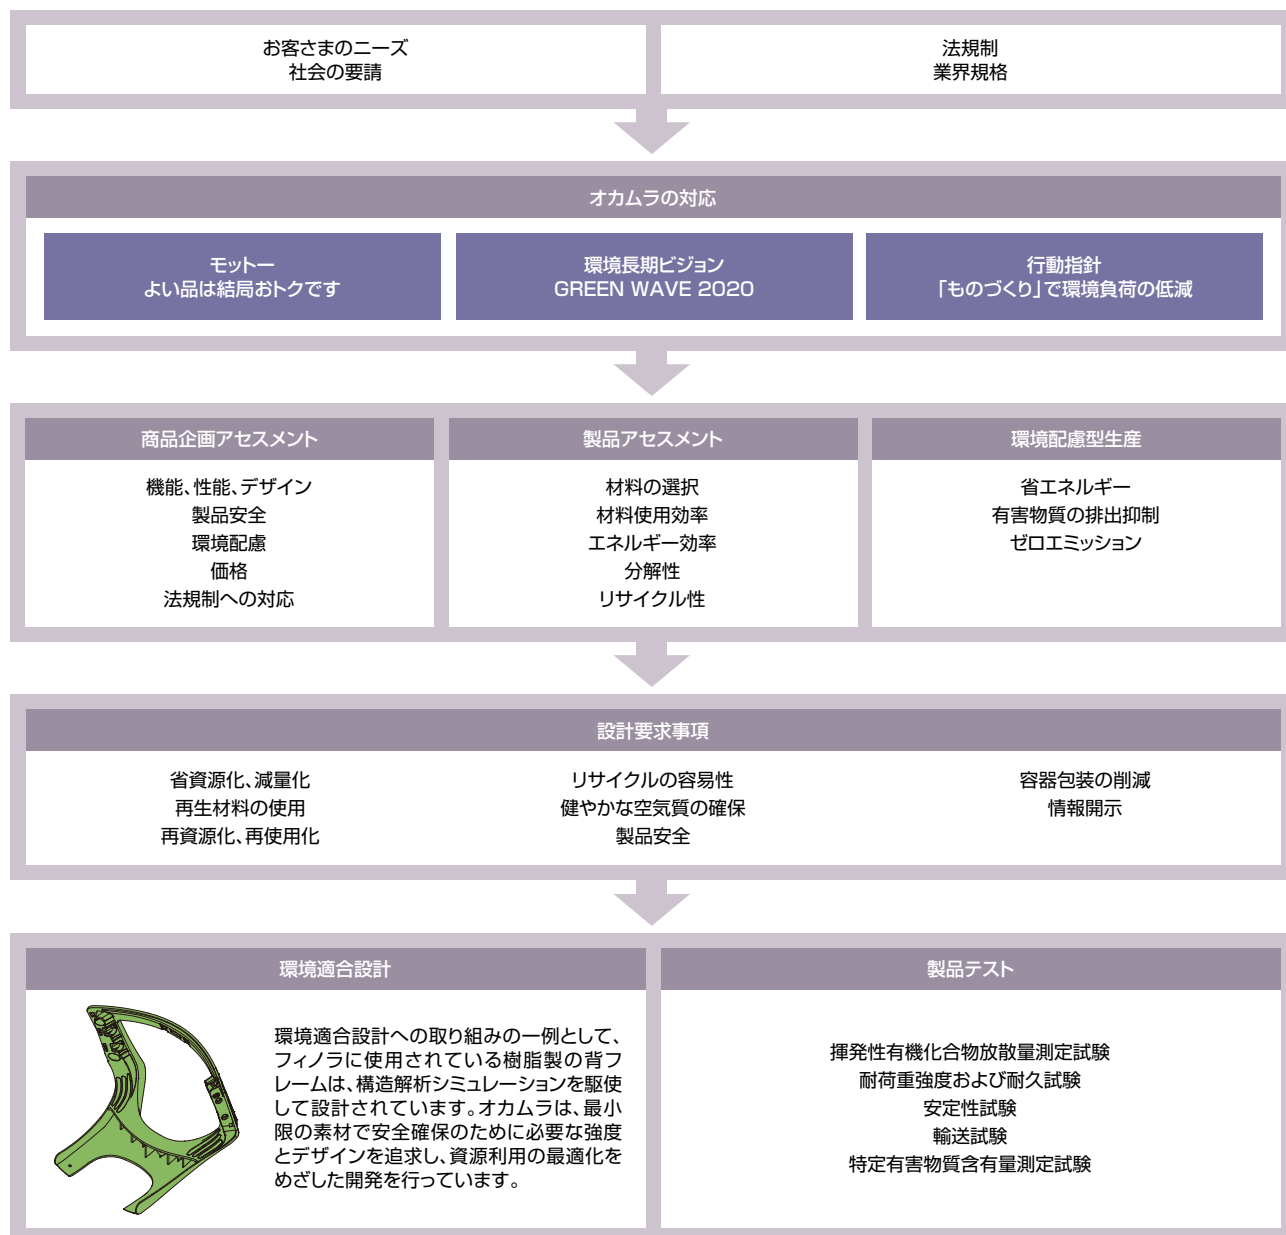 お客さまのニーズ
社会の要請
法規制
業界規格
オカムラの対応
モットー
よい品は結局おトクです
環境長期ビジョン
GREEN WAVE 2020
行動指針
「ものづくり」で環境負荷の低減
商品企画アセスメント
機能、性能、デザイン
製品安全
環境配慮
価格
法規制への対応
製品アセスメント
材料の選択
材料使用効率
エネルギー効率
分解性
リサイクル性
環境配慮型生産
省エネルギー
有害物質の排出抑制
ゼロエミッション
設計要求事項
省資源化、減量化
再生材料の使用
再資源化、再使用化
リサイクルの容易性
健やかな空気質の確保
製品安全
容器包装の削減
情報開示
環境適合設計
環境適合設計への取り組みの一例として、
フィノラに使用されている樹脂製の背フ
レームは、構造解析シミュレーションを駆使
して設計されています。オカムラは、最小
限の素材で安全確保のために必要な強度
とデザインを追求し、資源利用の最適化を
めざした開発を行っています。
製品テスト
揮発性有機化合物放散量測定試験
耐荷重強度および耐久試験
安定性試験
輸送試験
特定有害物質含有量測定試験